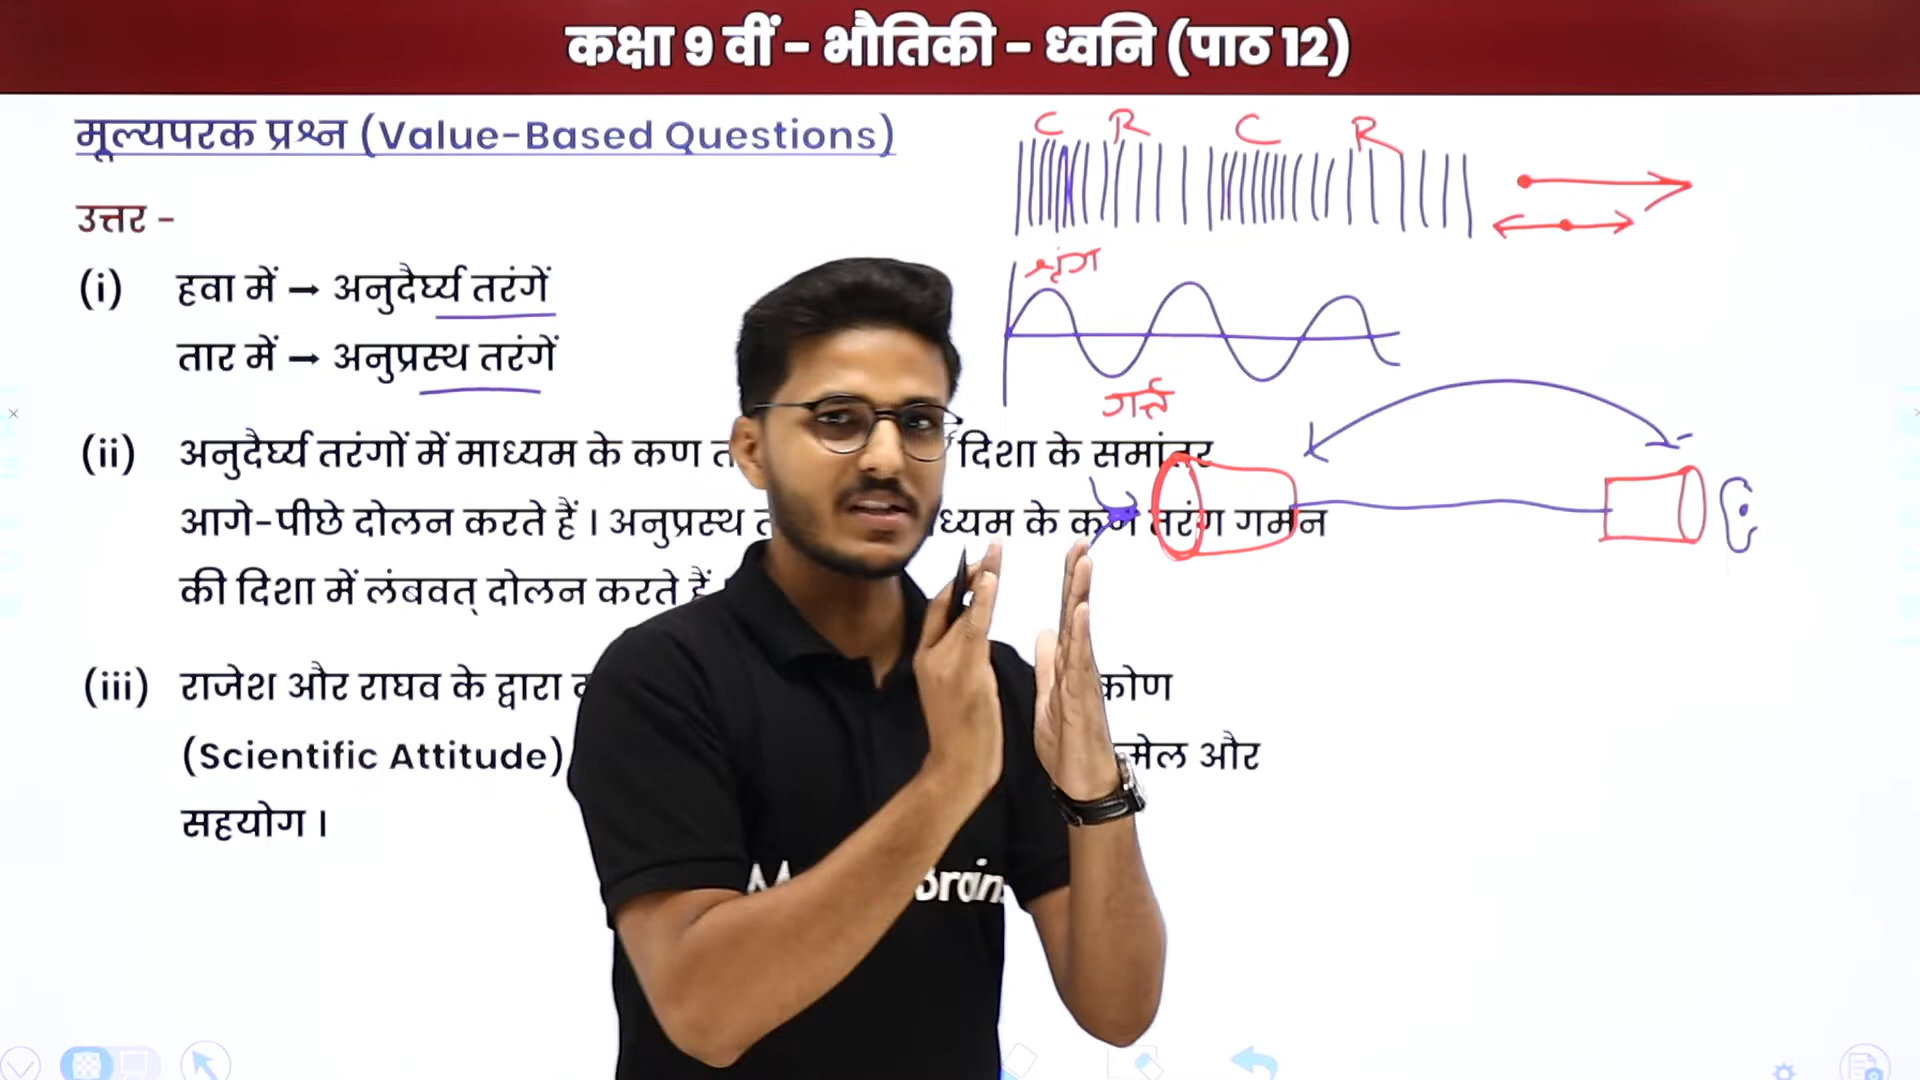 कक्षा 9 वीं - भौतिकी - ध्वनि (पाठ 12)
मूल्यपरक प्रश्न (Value-Based Questions)
C R C R
उत्तर -
(i) हवा में → अनुदैर्घ्य तरंगें
शृंग
तार में → अनुप्रस्थ तरंगें
गर्त्त
(ii) अनुदैर्घ्य तरंगों में माध्यम के कण दिशा के समांतर
आगे-पीछे दोलन करते हैं । अनुप्रस्थ के कण तरंग गमन
की दिशा में लंबवत् दोलन करते हैं
(iii) राजेश और राघव के द्वारा
(Scientific Attitude) और
सहयोग ।